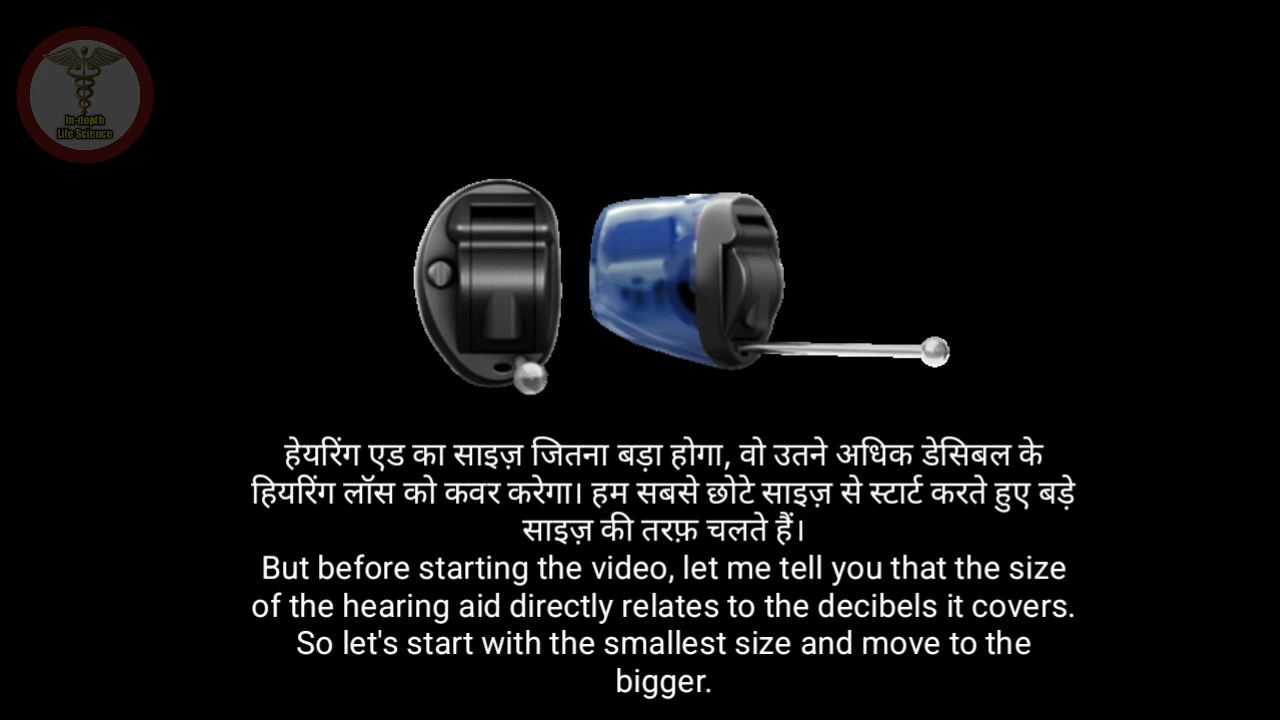 In-depth
Life Science
हेयरिंग एड का साइज़ जितना बड़ा होगा, वो उतने अधिक डेसिबल के
हियरिंग लॉस को कवर करेगा। हम सबसे छोटे साइज़ से स्टार्ट करते हुए बड़े
साइज़ की तरफ़ चलते हैं।
But before starting the video, let me tell you that the size
of the hearing aid directly relates to the decibels it covers.
So let's start with the smallest size and move to the
bigger.